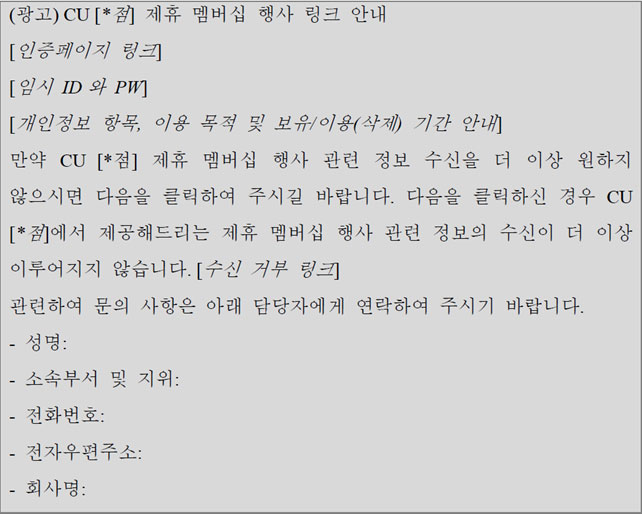 (광고) CU [*점] 제휴 멤버십 행사 링크 안내
[인증페이지 링크]
[임시 ID 와 PW]
[개인정보 항목, 이용 목적 및 보유/이용(삭제) 기간 안내]
만약 CU [*점] 제휴 멤버십 행사 관련 정보 수신을 더 이상 원하지
않으시면 다음을 클릭하여 주시길 바랍니다. 다음을 클릭하신 경우 CU
[*점]에서 제공해드리는 제휴 멤버십 행사 관련 정보의 수신이 더 이상
이루어지지 않습니다. [수신 거부 링크]
관련하여 문의 사항은 아래 담당자에게 연락하여 주시기 바랍니다.
- 성명:
- 소속부서 및 지위:
- 전화번호:
- 전자우편주소:
- 회사명: